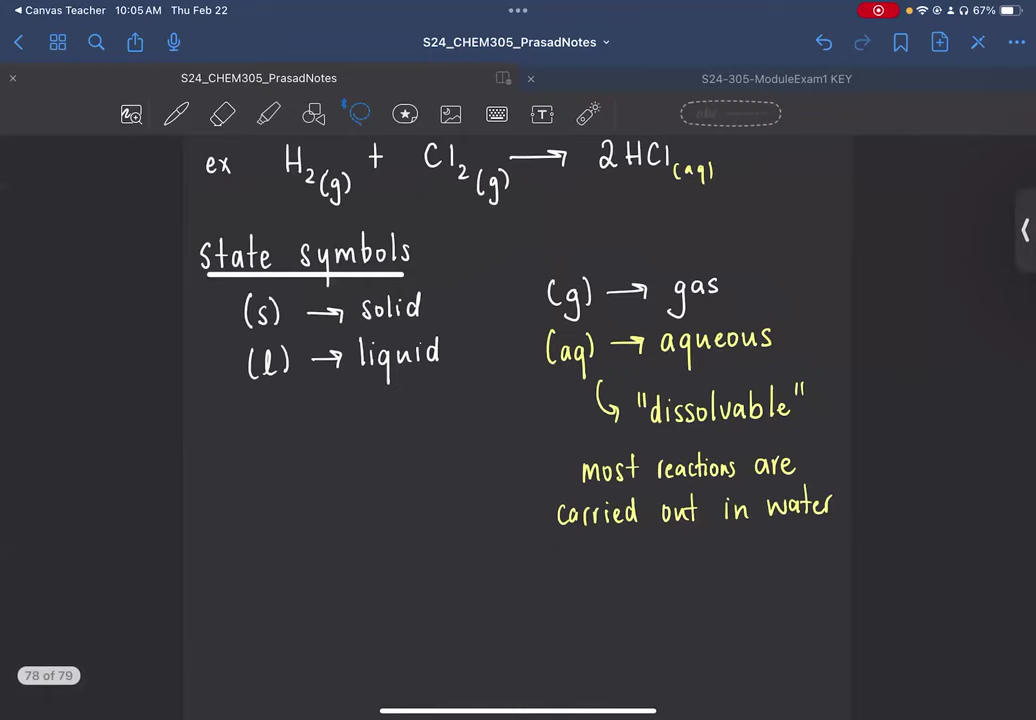 Canvas Teacher 10:05 AM Thu Feb 22 67%
S24_CHEM305_PrasadNotes
S24_CHEM305_PrasadNotes S24-305-ModuleExam1 KEY
ex H₂(g) + Cl₂(g) → 2HCl(aq)
state symbols
(s) → solid
(l) → liquid
(g) → gas
(aq) → aqueous
"dissolvable"
most reactions are
carried out in water
78 of 79